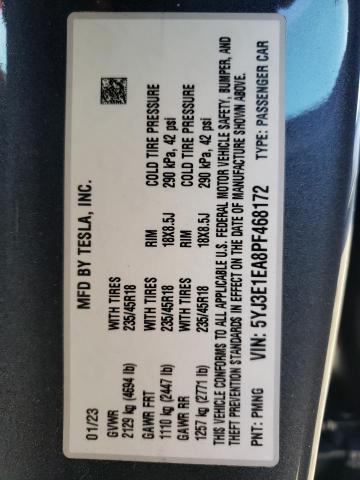 MFD BY TESLA, INC.
01/23
GVWR
2129 kg (4694 lb)
GAWR FRT WITH TIRES RIM COLD TIRE PRESSURE
1110 kg (2447 lb) 235/45R18 18X8.5J 290 kPa, 42 psi
GAWR RR WITH TIRES RIM COLD TIRE PRESSURE
1257 kg (2771 lb) 235/45R18 18X8.5J 290 kPa, 42 psi
THIS VEHICLE CONFORMS TO ALL APPLICABLE U.S. FEDERAL MOTOR VEHICLE SAFETY, BUMPER, AND
THEFT PREVENTION STANDARDS IN EFFECT ON THE DATE OF MANUFACTURE SHOWN ABOVE.
PNT: PMNG VIN: 5YJ3E1EA8PF468172 TYPE: PASSENGER CAR